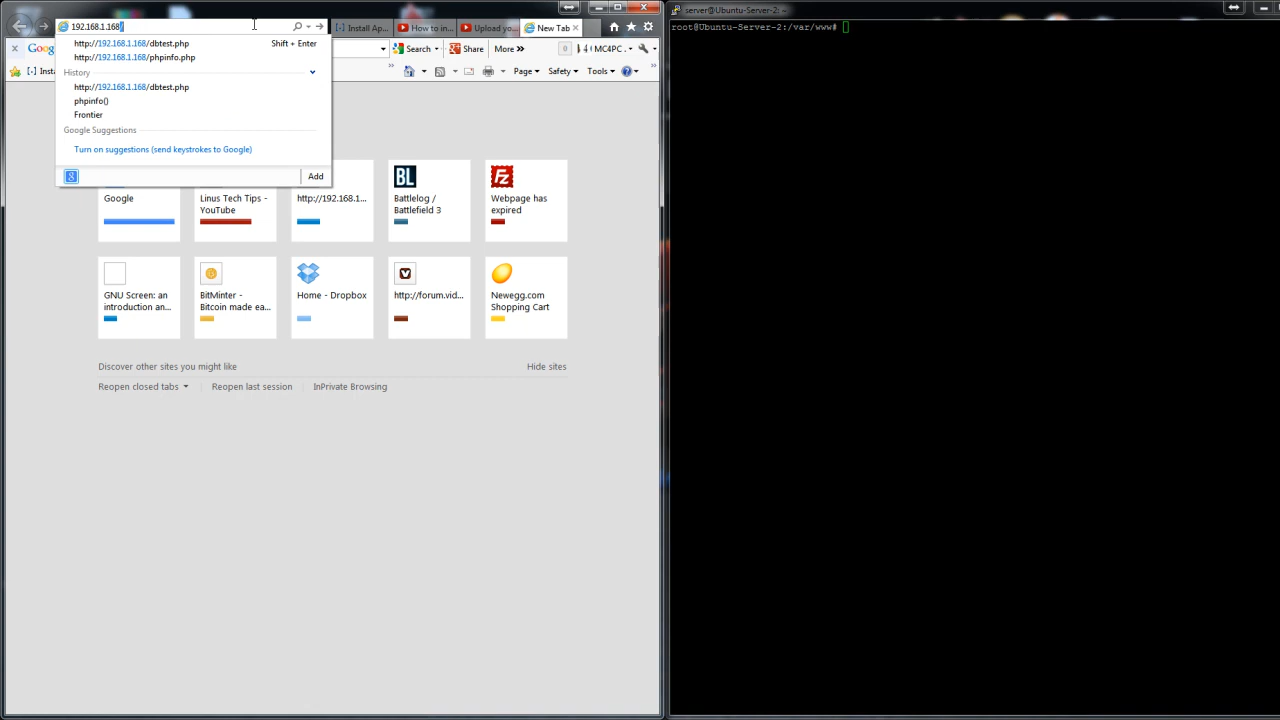 192.168.1.168/
Install Ap...
How to in...
Upload yo...
New Tab
http://192.168.1.168/dbtest.php
Shift + Enter
http://192.168.1.168/phpinfo.php
History
http://192.168.1.168/dbtest.php
phpinfo()
Frontier
Google Suggestions
Turn on suggestions (send keystrokes to Google)
Add
Search
Share
More »
0
MC4PC
Page
Safety
Tools
Google
Linus Tech Tips -
YouTube
http://192.168.1...
Battlelog /
Battlefield 3
Webpage has
expired
GNU Screen: an
introduction an...
BitMinter -
Bitcoin made ea...
Home - Dropbox
http://forum.vid...
Newegg.com
Shopping Cart
Discover other sites you might like
Hide sites
Reopen closed tabs
Reopen last session
InPrivate Browsing
server@Ubuntu-Server-2: ~
root@Ubuntu-Server-2:/var/www#